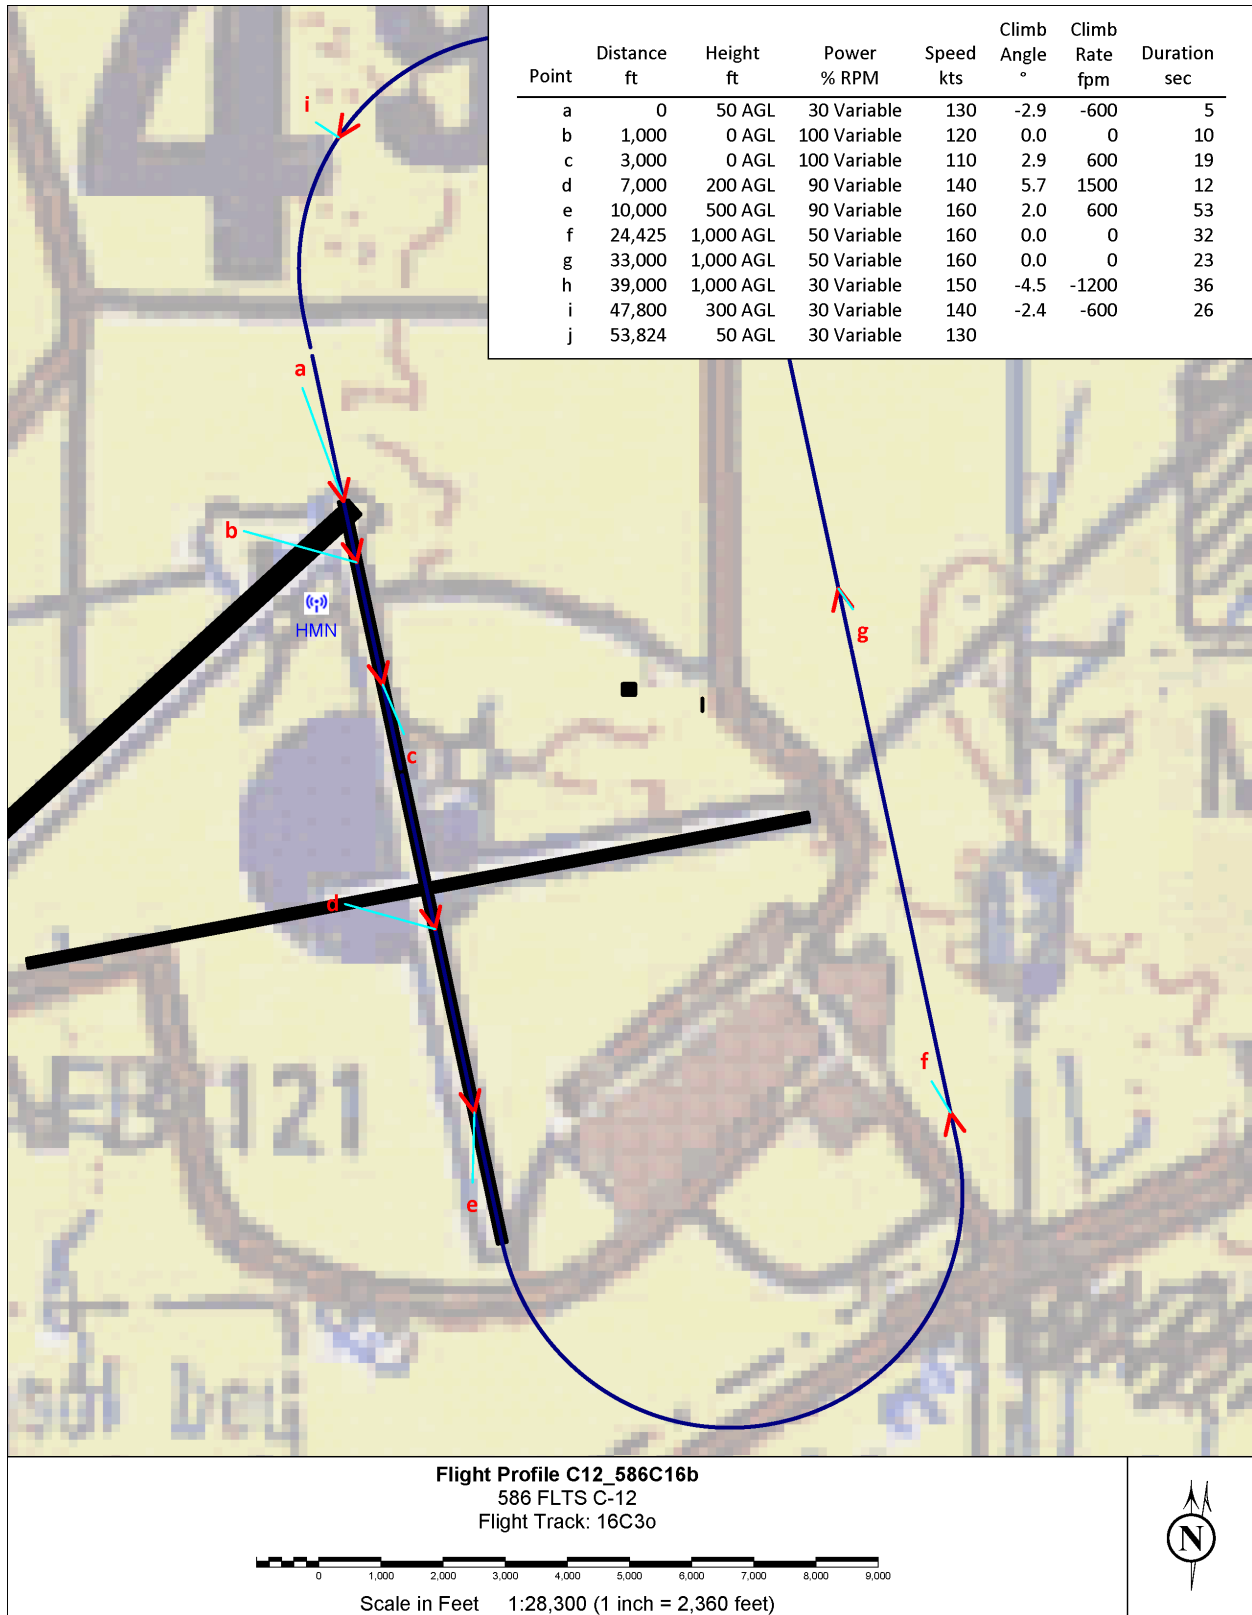 Climb Climb
Distance Height Power Speed Angle Rate Duration
Point ft ft % RPM kts ° fpm sec
a 0 50 AGL 30 Variable 130 -2.9 -600 5
b 1,000 0 AGL 100 Variable 120 0.0 0 10
c 3,000 0 AGL 100 Variable 110 2.9 600 19
d 7,000 200 AGL 90 Variable 140 5.7 1500 12
e 10,000 500 AGL 90 Variable 160 2.0 600 53
f 24,425 1,000 AGL 50 Variable 160 0.0 0 32
g 33,000 1,000 AGL 50 Variable 160 0.0 0 23
h 39,000 1,000 AGL 30 Variable 150 -4.5 -1200 36
i 47,800 300 AGL 30 Variable 140 -2.4 -600 26
j 53,824 50 AGL 30 Variable 130
i
a
b
HMN
g
c
d
f
121
e
Flight Profile C12_586C16b
586 FLTS C-12
Flight Track: 16C3o
N
0 1,000 2,000 3,000 4,000 5,000 6,000 7,000 8,000 9,000
Scale in Feet 1:28,300 (1 inch = 2,360 feet)